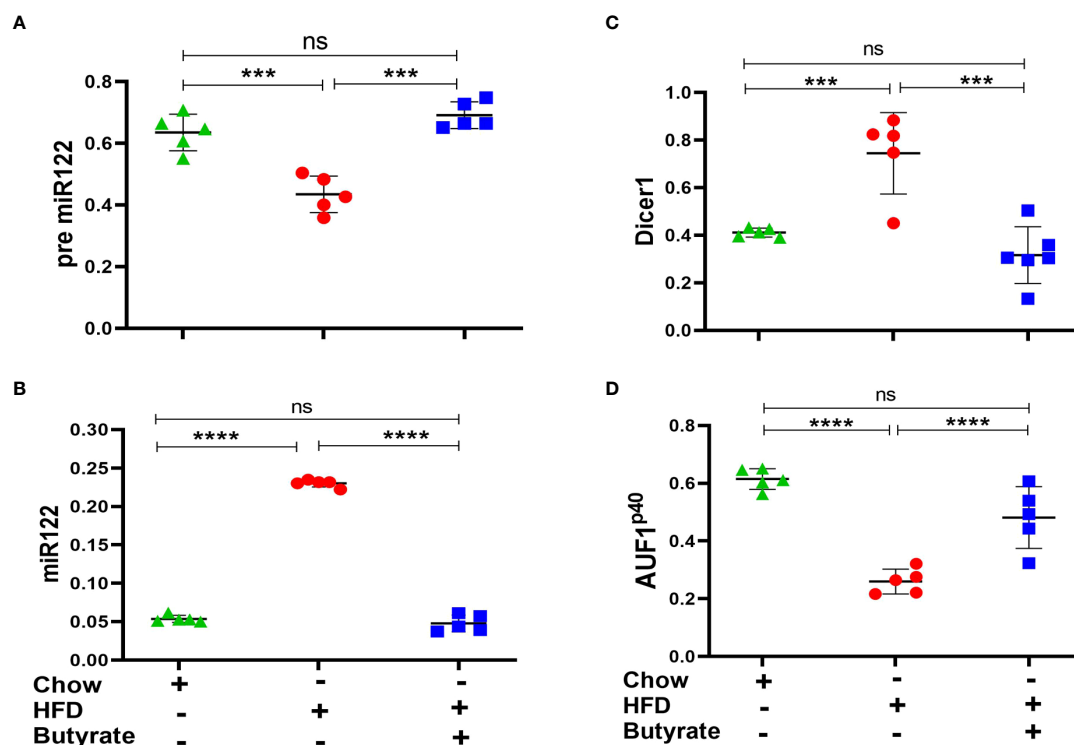 A
ns
*** ***
pre miR122
0.8
0.6
0.4
0.2
0.0
B
ns
**** ****
miR122
0.30
0.25
0.20
0.15
0.10
0.05
0.00
Chow + - -
HFD - + +
Butyrate - - +
C
ns
*** ***
Dicer1
1.0
0.8
0.6
0.4
0.2
0.0
D
ns
**** ****
AUF1p40
0.8
0.6
0.4
0.2
0.0
Chow + - -
HFD - + +
Butyrate - - +